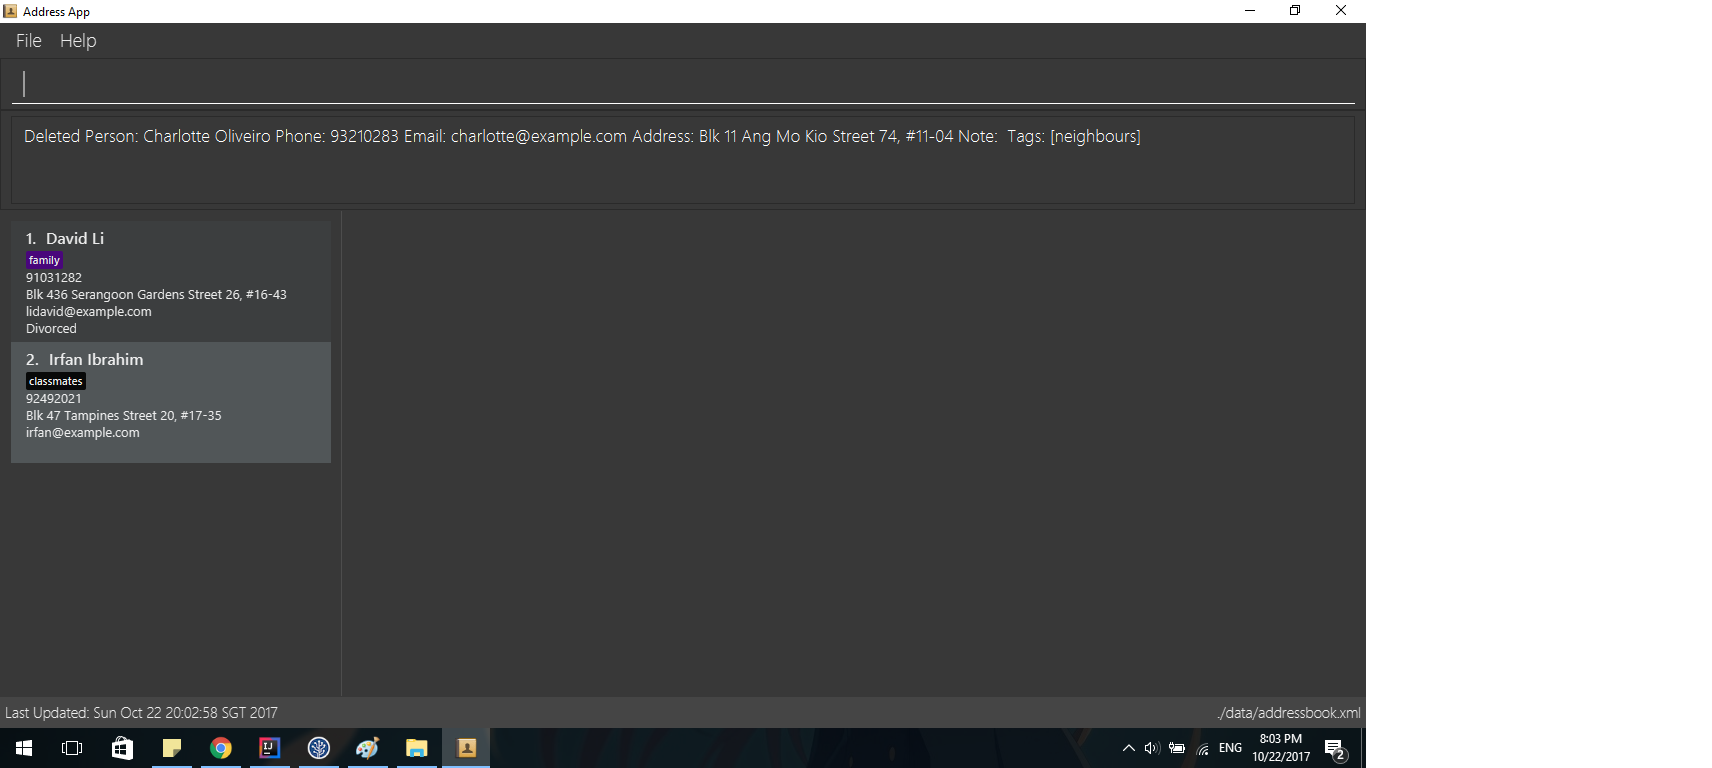 Address App
File Help
Deleted Person: Charlotte Oliveiro Phone: 93210283 Email: charlotte@example.com Address: Blk 11 Ang Mo Kio Street 74, #11-04 Note:  Tags: [neighbours]
1. David Li
family
91031282
Blk 436 Serangoon Gardens Street 26, #16-43
lidavid@example.com
Divorced
2. Irfan Ibrahim
classmates
92492021
Blk 47 Tampines Street 20, #17-35
irfan@example.com
Last Updated: Sun Oct 22 20:02:58 SGT 2017 ./data/addressbook.xml
IJ
ENG
8:03 PM
10/22/2017
2